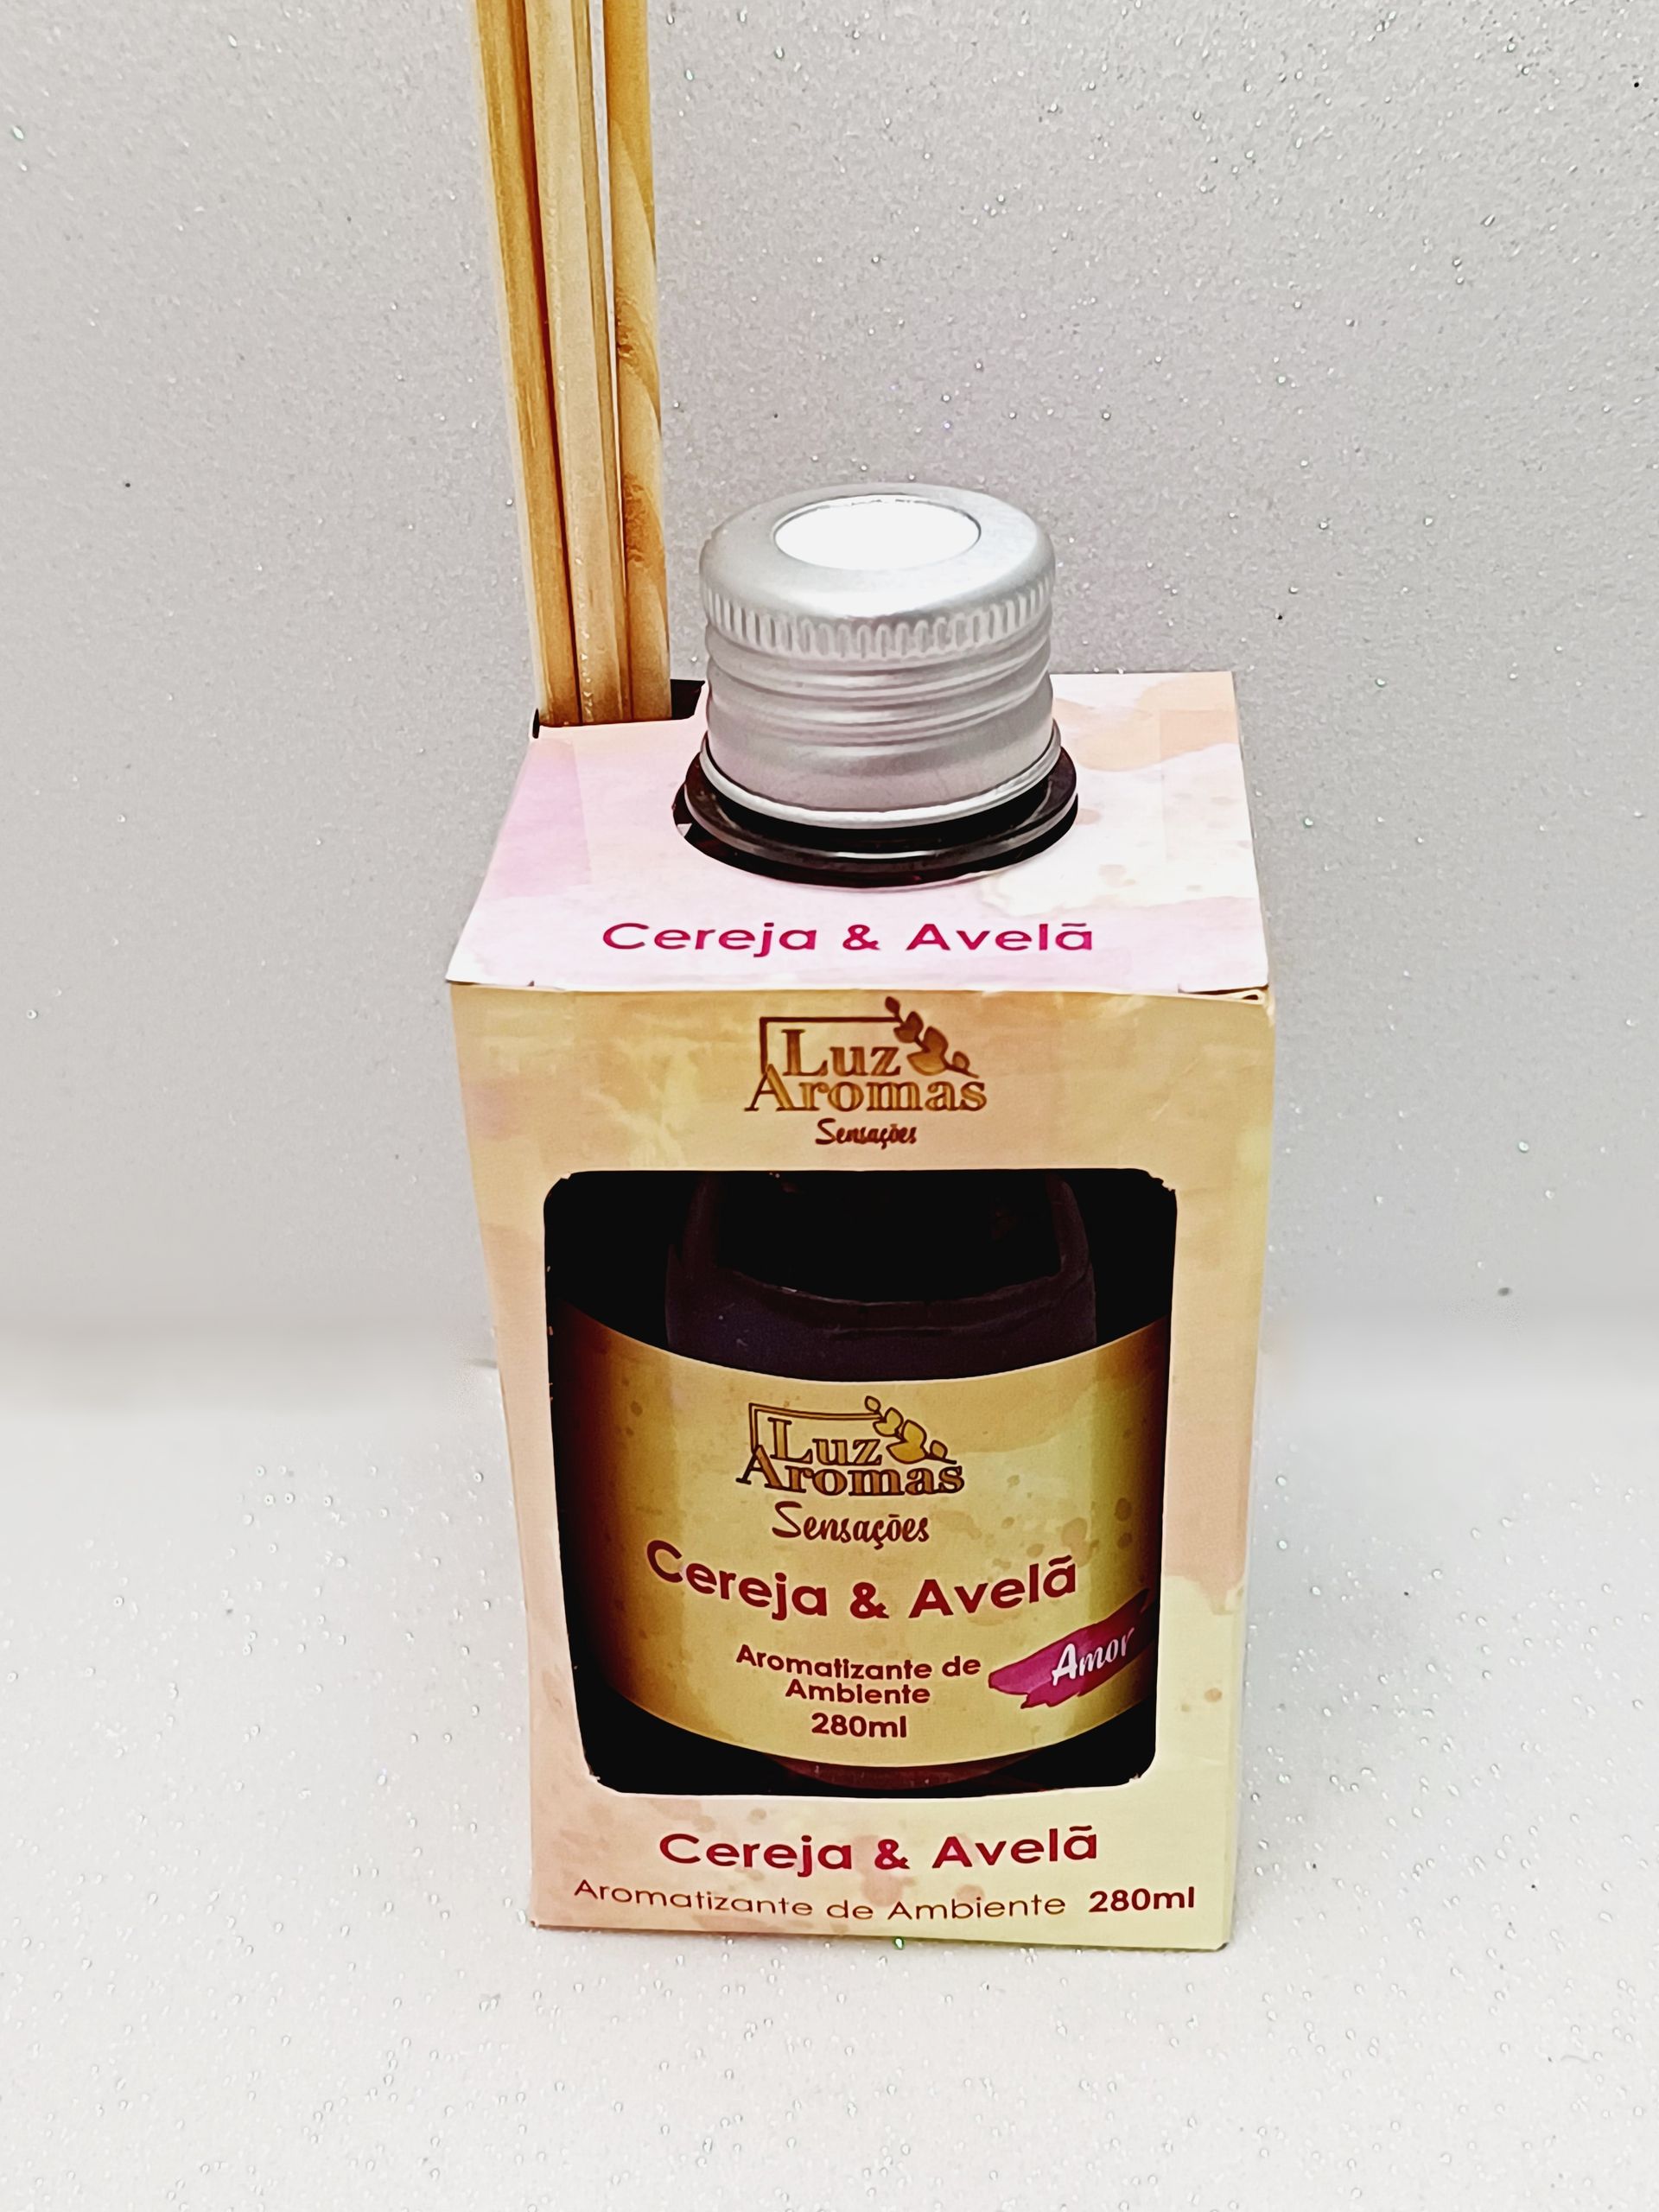 Cereja & Avelã
Luz
Aromas
Sensações
Luz
Aromas
Sensações
Cereja & Avelã
Aromatizante de
Ambiente
280ml
Amor
Cereja & Avelã
Aromatizante de Ambiente 280ml